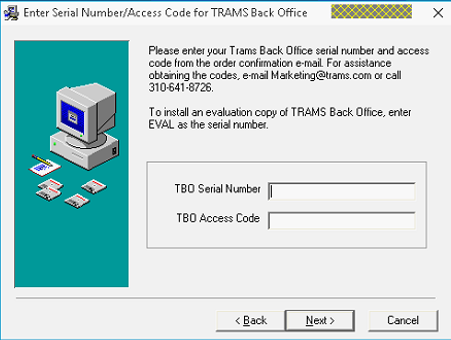 Enter Serial Number/Access Code for TRAMS Back Office
Please enter your Trams Back Office serial number and access
code from the order confirmation e-mail. For assistance
obtaining the codes, e-mail Marketing@trams.com or call
310-641-8726.
To install an evaluation copy of TRAMS Back Office, enter
EVAL as the serial number.
TBO Serial Number
TBO Access Code
< Back
Next >
Cancel